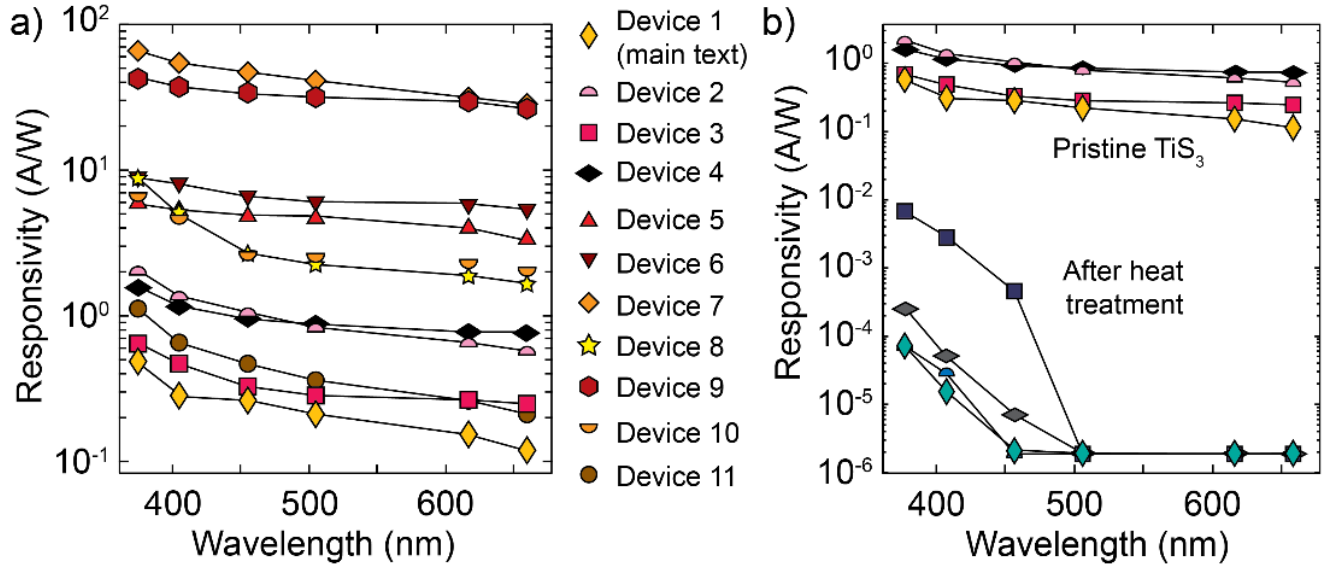 a)
Responsivity (A/W)
10²
10¹
10⁰
10⁻¹
400
500
600
Wavelength (nm)
Device 1
(main text)
Device 2
Device 3
Device 4
Device 5
Device 6
Device 7
Device 8
Device 9
Device 10
Device 11
b)
Responsivity (A/W)
10⁰
10⁻¹
10⁻²
10⁻³
10⁻⁴
10⁻⁵
10⁻⁶
Pristine TiS₃
After heat
treatment
400
500
600
Wavelength (nm)